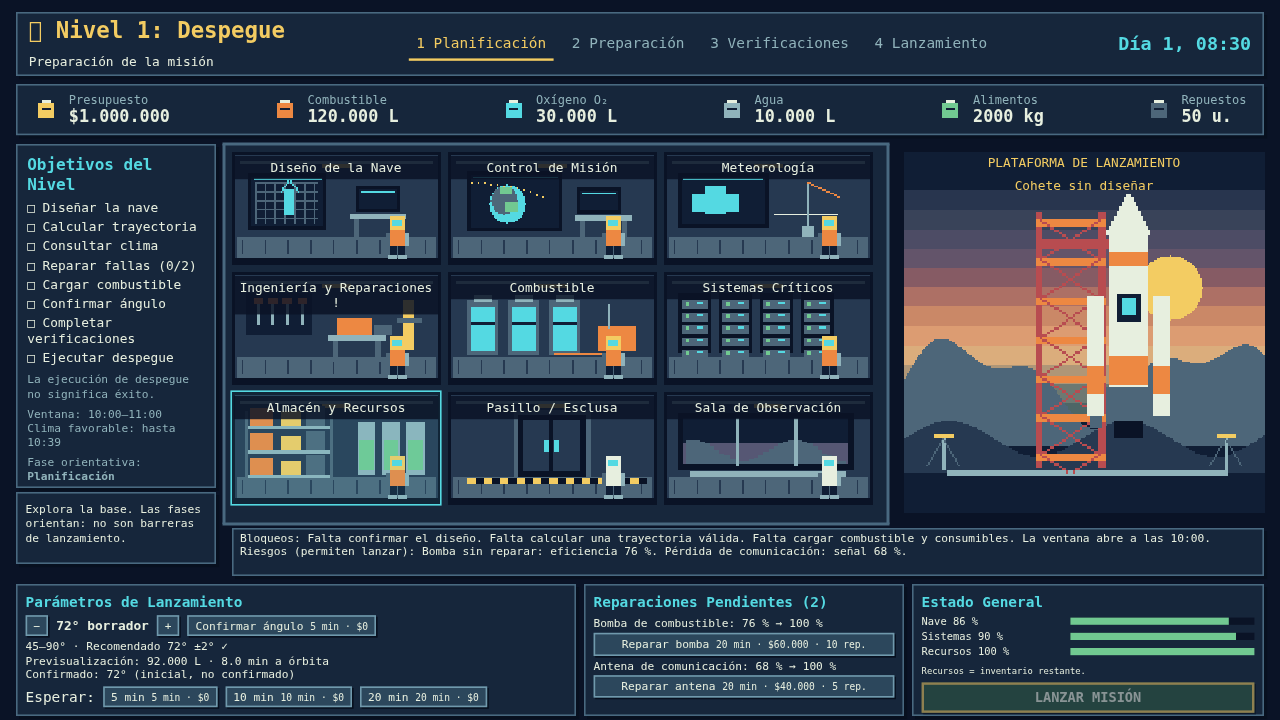 Nivel 1: Despegue
Preparación de la misión
1 Planificación
2 Preparación
3 Verificaciones
4 Lanzamiento
Día 1, 08:30
Presupuesto
$1.000.000
Combustible
120.000 L
Oxígeno O₂
30.000 L
Agua
10.000 L
Alimentos
2000 kg
Repuestos
50 u.
Objetivos del
Nivel
□ Diseñar la nave
□ Calcular trayectoria
□ Consultar clima
□ Reparar fallas (0/2)
□ Cargar combustible
□ Confirmar ángulo
□ Completar
verificaciones
□ Ejecutar despegue
La ejecución de despegue
no significa éxito.
Ventana: 10:00–11:00
Clima favorable: hasta
10:39
Fase orientativa:
Planificación
Explora la base. Las fases
orientan: no son barreras
de lanzamiento.
Diseño de la Nave
Control de Misión
Meteorología
Ingeniería y Reparaciones
!
Combustible
Sistemas Críticos
Almacén y Recursos
Pasillo / Esclusa
Sala de Observación
PLATAFORMA DE LANZAMIENTO
Cohete sin diseñar
Bloqueos: Falta confirmar el diseño. Falta calcular una trayectoria válida. Falta cargar combustible y consumibles. La ventana abre a las 10:00.
Riesgos (permiten lanzar): Bomba sin reparar: eficiencia 76 %. Pérdida de comunicación: señal 68 %.
Parámetros de Lanzamiento
− 72° borrador + Confirmar ángulo 5 min · $0
45–90° · Recomendado 72° ±2° ✓
Previsualización: 92.000 L · 8.0 min a órbita
Confirmado: 72° (inicial, no confirmado)
Esperar: 5 min 5 min · $0 10 min 10 min · $0 20 min 20 min · $0
Reparaciones Pendientes (2)
Bomba de combustible: 76 % → 100 %
Reparar bomba 20 min · $60.000 · 10 rep.
Antena de comunicación: 68 % → 100 %
Reparar antena 20 min · $40.000 · 5 rep.
Estado General
Nave 86 %
Sistemas 90 %
Recursos 100 %
Recursos = inventario restante.
LANZAR MISIÓN